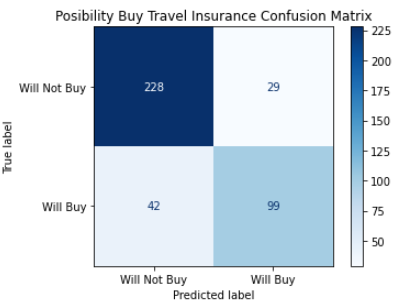 Posibility Buy Travel Insurance Confusion Matrix
225
200
Will Not Buy 228 29
175
150
True label
125
100
Will Buy 42 99
75
50
Will Not Buy Will Buy
Predicted label